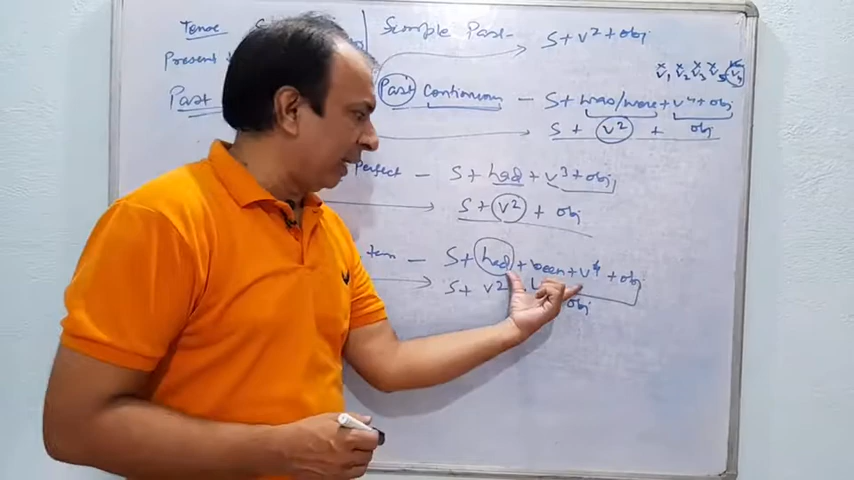 Tense
Simple Past
S + V² + Obj
Present
V₁ V₂ V₃ V₅ V₄
Past Continuous - S + was/were + V⁴ + Obj
Past
S + V² + Obj
Perfect - S + had + V³ + Obj
S + V² + Obj
S + had + been + V⁴ + Obj
S + V² Obj